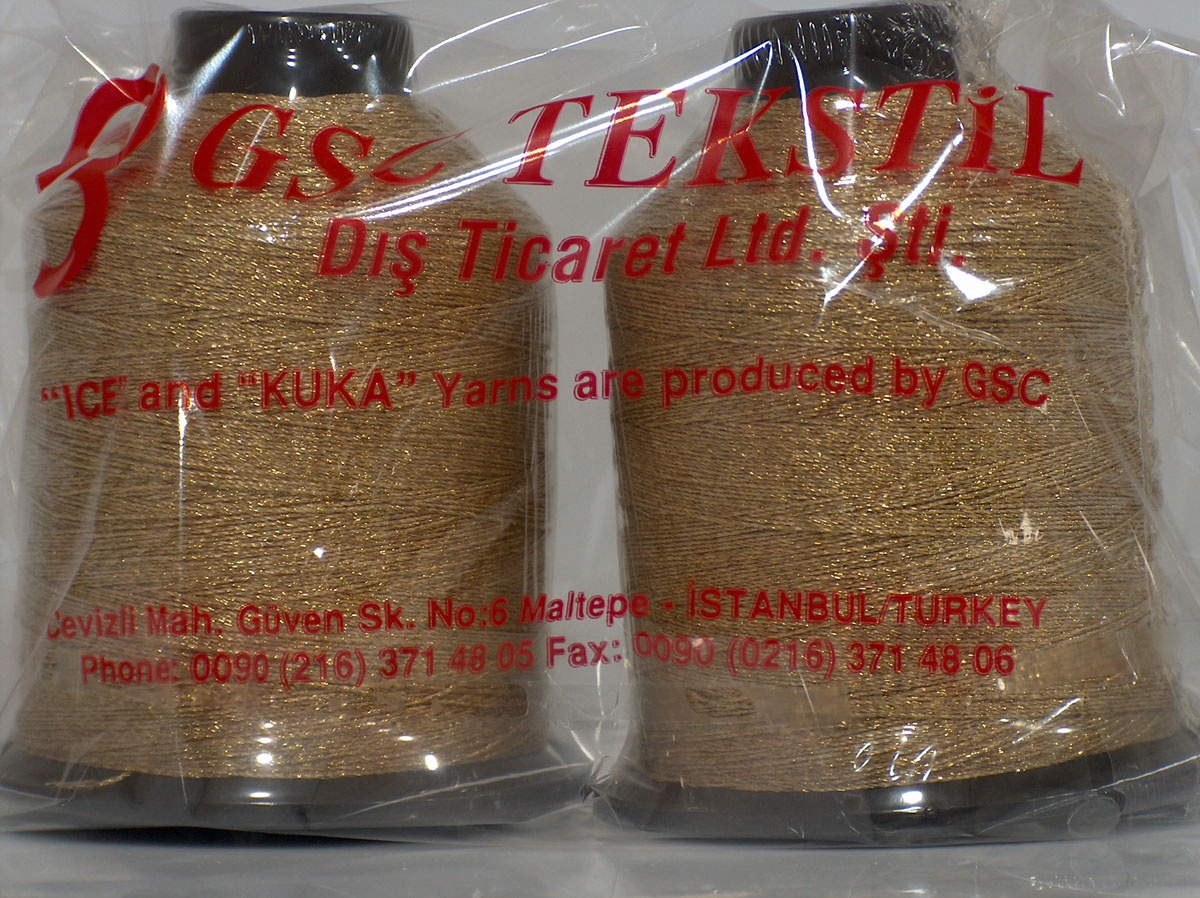 GSC TEKSTİL
Dış Ticaret Ltd. Şti.
"ICE" and "KUKA" Yarns are produced by GSC
Cevizli Mah. Güven Sk. No:6 Maltepe - İSTANBUL/TURKEY
Phone: 0090 (216) 371 48 05 Fax: 0090 (0216) 371 48 06